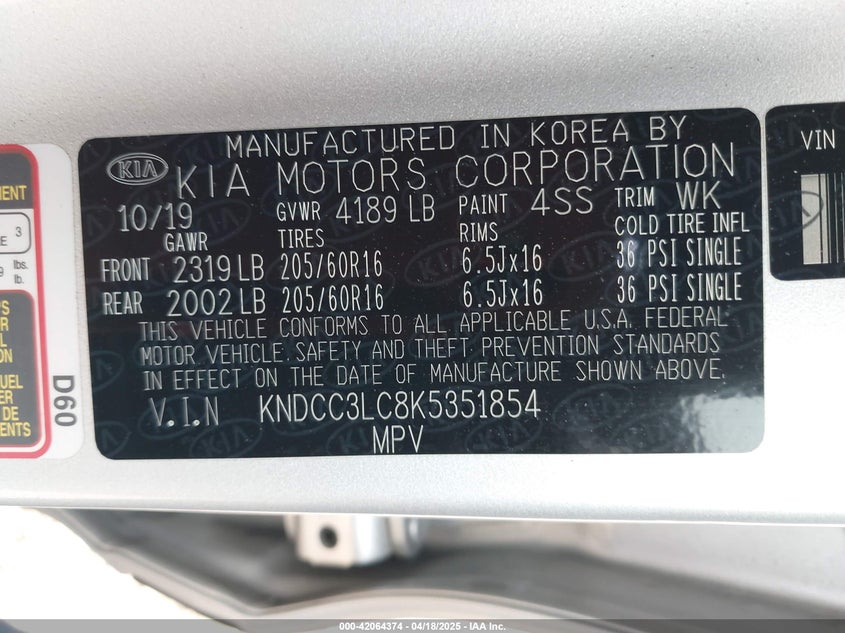 MANUFACTURED IN KOREA BY
KIA KIA MOTORS CORPORATION
10/19 GVWR 4189 LB PAINT 4SS TRIM WK
GAWR TIRES RIMS COLD TIRE INFL
FRONT 2319 LB 205/60R16 6.5Jx16 36 PSI SINGLE
REAR 2002 LB 205/60R16 6.5Jx16 36 PSI SINGLE
THIS VEHICLE CONFORMS TO ALL APPLICABLE U.S.A. FEDERAL
MOTOR VEHICLE SAFETY AND THEFT PREVENTION STANDARDS
IN EFFECT ON THE DATE OF MANUFACTURE SHOWN ABOVE.
V.I.N KNDCC3LC8K5351854
MPV
VIN
3
lbs.
lb.
DE
D60
000-42064374 | 04/18/2025 | IAA Inc.